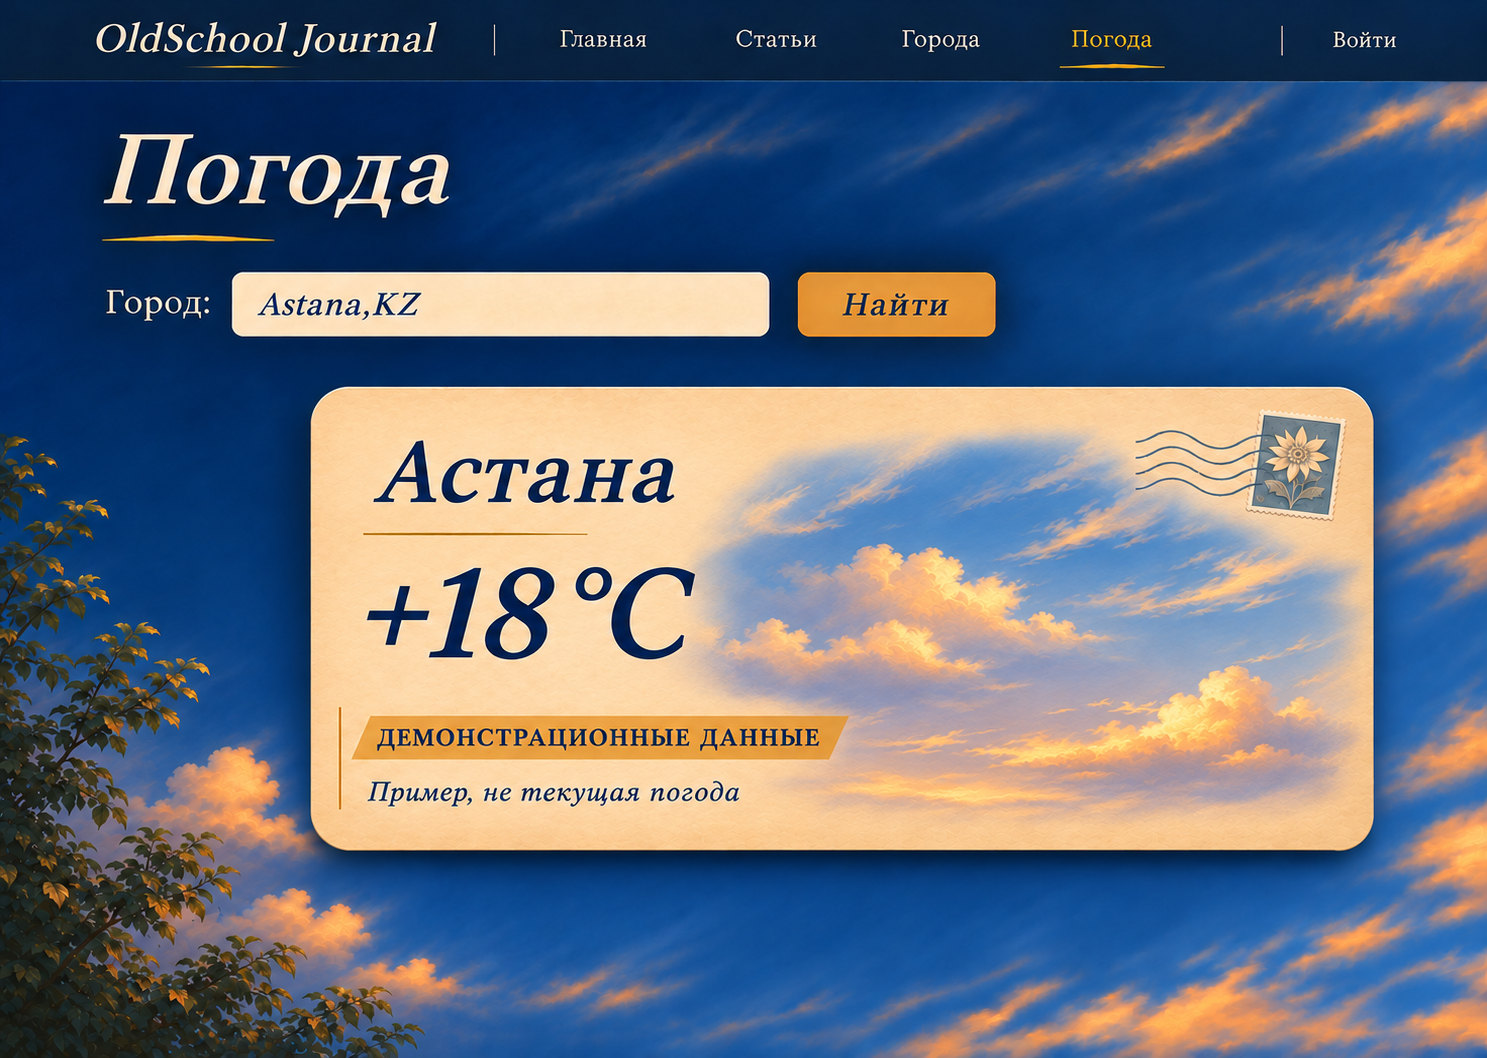 OldSchool Journal
Главная
Статьи
Города
Погода
Войти
Погода
Город:
Astana,KZ
Найти
Астана
+18°C
ДЕМОНСТРАЦИОННЫЕ ДАННЫЕ
Пример, не текущая погода